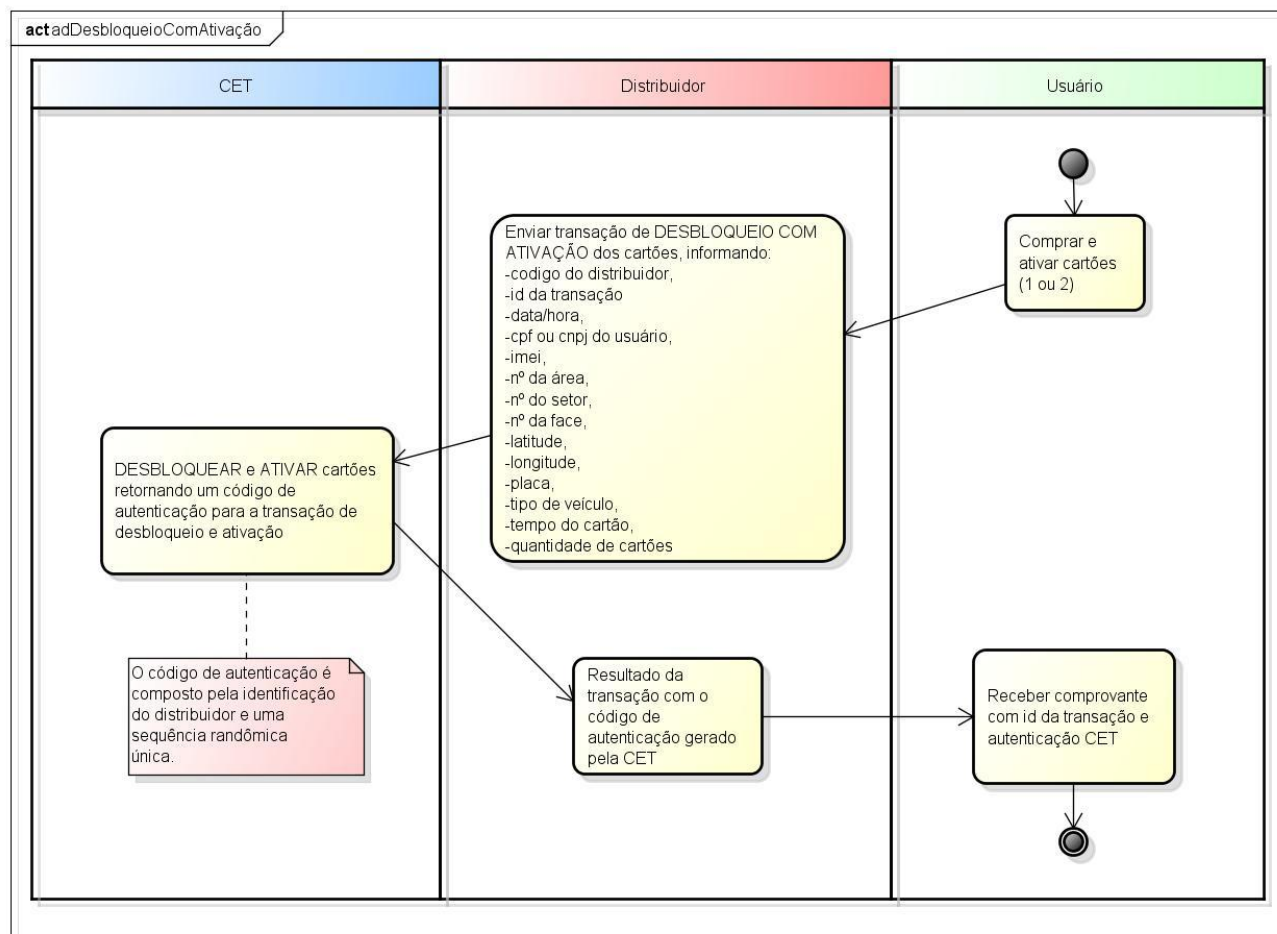 act adDesbloqueioComAtivação
CET
Distribuidor
Usuário
Comprar e
ativar cartões
(1 ou 2)
Enviar transação de DESBLOQUEIO COM
ATIVAÇÃO dos cartões, informando:
-codigo do distribuidor,
-id da transação
-data/hora,
-cpf ou cnpj do usuário,
-imei,
-nº da área,
-nº do setor,
-nº da face,
-latitude,
-longitude,
-placa,
-tipo de veículo,
-tempo do cartão,
-quantidade de cartões
DESBLOQUEAR e ATIVAR cartões
retornando um código de
autenticação para a transação de
desbloqueio e ativação
O código de autenticação é
composto pela identificação
do distribuidor e uma
sequência randômica
única.
Resultado da
transação com o
código de
autenticação gerado
pela CET
Receber comprovante
com id da transação e
autenticação CET